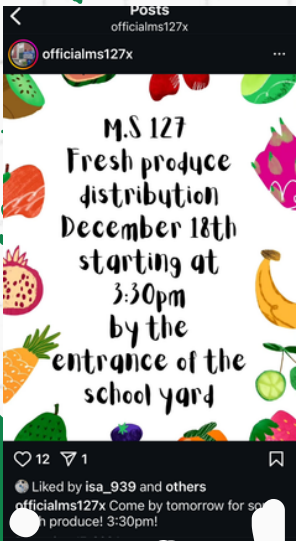 Posts
officialms127x
officialms127x
M.S 127
Fresh produce
distribution
December 18th
starting at
3:30pm
by the
entrance of the
school yard
12 1
Liked by isa_939 and others
officialms127x Come by tomorrow for
produce! 3:30pm!